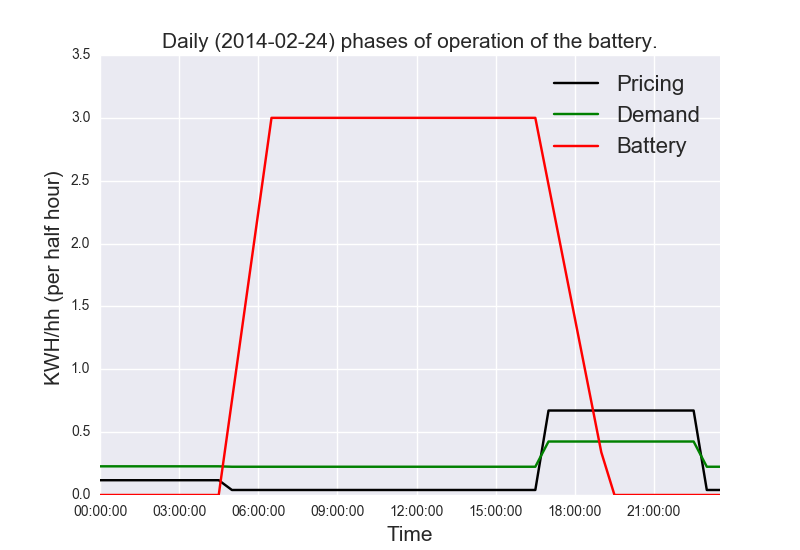 Daily (2014-02-24) phases of operation of the battery.
3.5
Pricing
3.0
Demand
Battery
2.5
2.0
KWH/hh (per half hour)
1.5
1.0
0.5
0.0
00:00:00 03:00:00 06:00:00 09:00:00 12:00:00 15:00:00 18:00:00 21:00:00
Time